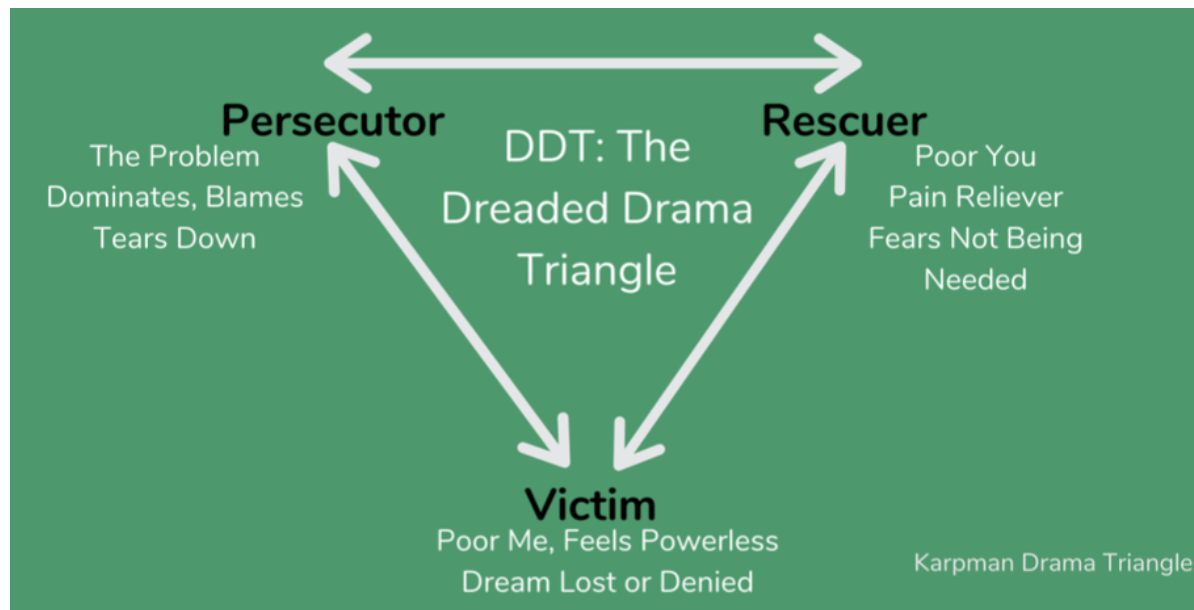 Persecutor
The Problem
Dominates, Blames
Tears Down
DDT: The
Dreaded Drama
Triangle
Rescuer
Poor You
Pain Reliever
Fears Not Being
Needed
Victim
Poor Me, Feels Powerless
Dream Lost or Denied
Karpman Drama Triangle